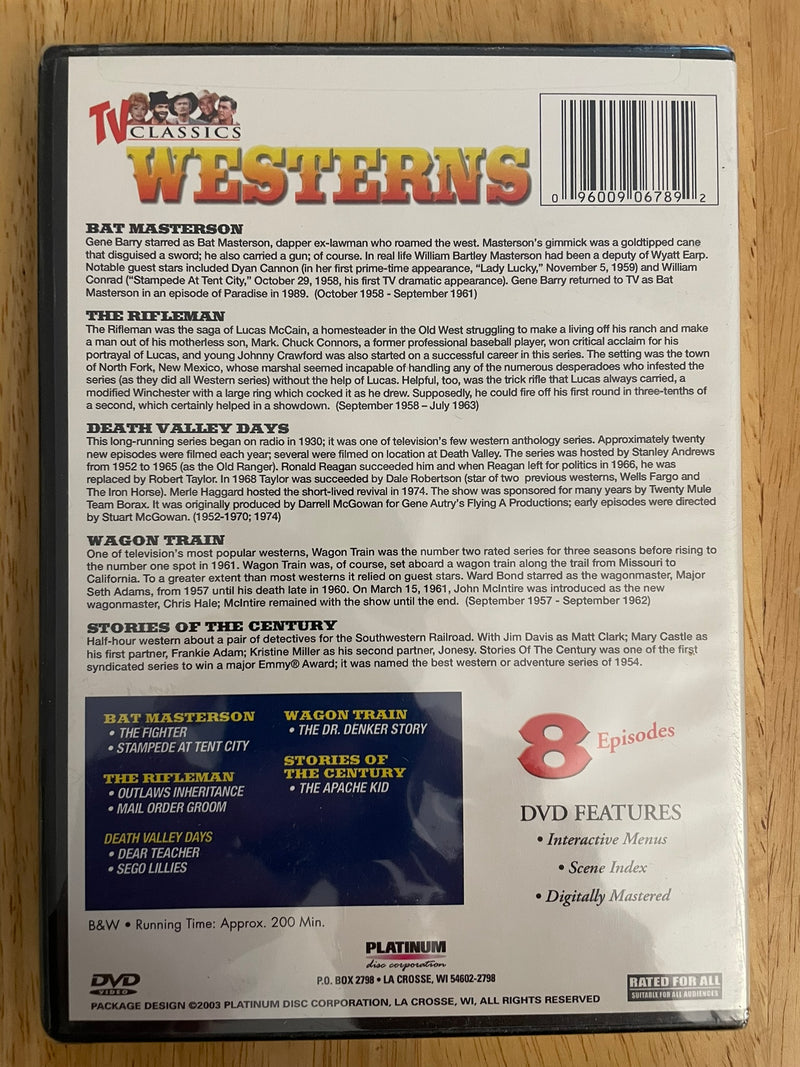 TV CLASSICS
WESTERNS
0 96009 06789 2
BAT MASTERSON
Gene Barry starred as Bat Masterson, dapper ex-lawman who roamed the west. Masterson's gimmick was a goldtipped cane
that disguised a sword; he also carried a gun; of course. In real life William Bartley Masterson had been a deputy of Wyatt Earp.
Notable guest stars included Dyan Cannon (in her first prime-time appearance, "Lady Lucky," November 5, 1959) and William
Conrad ("Stampede At Tent City," October 29, 1958, his first TV dramatic appearance). Gene Barry returned to TV as Bat
Masterson in an episode of Paradise in 1989. (October 1958 - September 1961)
THE RIFLEMAN
The Rifleman was the saga of Lucas McCain, a homesteader in the Old West struggling to make a living off his ranch and make
a man out of his motherless son, Mark. Chuck Connors, a former professional baseball player, won critical acclaim for his
portrayal of Lucas, and young Johnny Crawford was also started on a successful career in this series. The setting was the town
of North Fork, New Mexico, whose marshal seemed incapable of handling any of the numerous desperadoes who infested the
series (as they did all Western series) without the help of Lucas. Helpful, too, was the trick rifle that Lucas always carried, a
modified Winchester with a large ring which cocked it as he drew. Supposedly, he could fire off his first round in three-tenths of
a second, which certainly helped in a showdown. (September 1958 – July 1963)
DEATH VALLEY DAYS
This long-running series began on radio in 1930; it was one of television's few western anthology series. Approximately twenty
new episodes were filmed each year; several were filmed on location at Death Valley. The series was hosted by Stanley Andrews
from 1952 to 1965 (as the Old Ranger). Ronald Reagan succeeded him and when Reagan left for politics in 1966, he was
replaced by Robert Taylor. In 1968 Taylor was succeeded by Dale Robertson (star of two previous westerns, Wells Fargo and
The Iron Horse). Merle Haggard hosted the short-lived revival in 1974. The show was sponsored for many years by Twenty Mule
Team Borax. It was originally produced by Darrell McGowan for Gene Autry's Flying A Productions; early episodes were directed
by Stuart McGowan. (1952-1970; 1974)
WAGON TRAIN
One of television's most popular westerns, Wagon Train was the number two rated series for three seasons before rising to
the number one spot in 1961. Wagon Train was, of course, set aboard a wagon train along the trail from Missouri to
California. To a greater extent than most westerns it relied on guest stars. Ward Bond starred as the wagonmaster, Major
Seth Adams, from 1957 until his death late in 1960. On March 15, 1961, John McIntire was introduced as the new
wagonmaster, Chris Hale; McIntire remained with the show until the end. (September 1957 - September 1962)
STORIES OF THE CENTURY
Half-hour western about a pair of detectives for the Southwestern Railroad. With Jim Davis as Matt Clark; Mary Castle as
his first partner, Frankie Adam; Kristine Miller as his second partner, Jonesy. Stories Of The Century was one of the first
syndicated series to win a major Emmy® Award; it was named the best western or adventure series of 1954.
BAT MASTERSON
• THE FIGHTER
• STAMPEDE AT TENT CITY
THE RIFLEMAN
• OUTLAWS INHERITANCE
• MAIL ORDER GROOM
DEATH VALLEY DAYS
• DEAR TEACHER
• SEGO LILLIES
WAGON TRAIN
• THE DR. DENKER STORY
STORIES OF
THE CENTURY
• THE APACHE KID
8 Episodes
DVD FEATURES
• Interactive Menus
• Scene Index
• Digitally Mastered
B&W • Running Time: Approx. 200 Min.
PLATINUM
disc corporation
P.O. BOX 2798 • LA CROSSE, WI 54602-2798
DVD
VIDEO
PACKAGE DESIGN ©2003 PLATINUM DISC CORPORATION, LA CROSSE, WI, ALL RIGHTS RESERVED
RATED FOR ALL
SUITABLE FOR ALL AUDIENCES